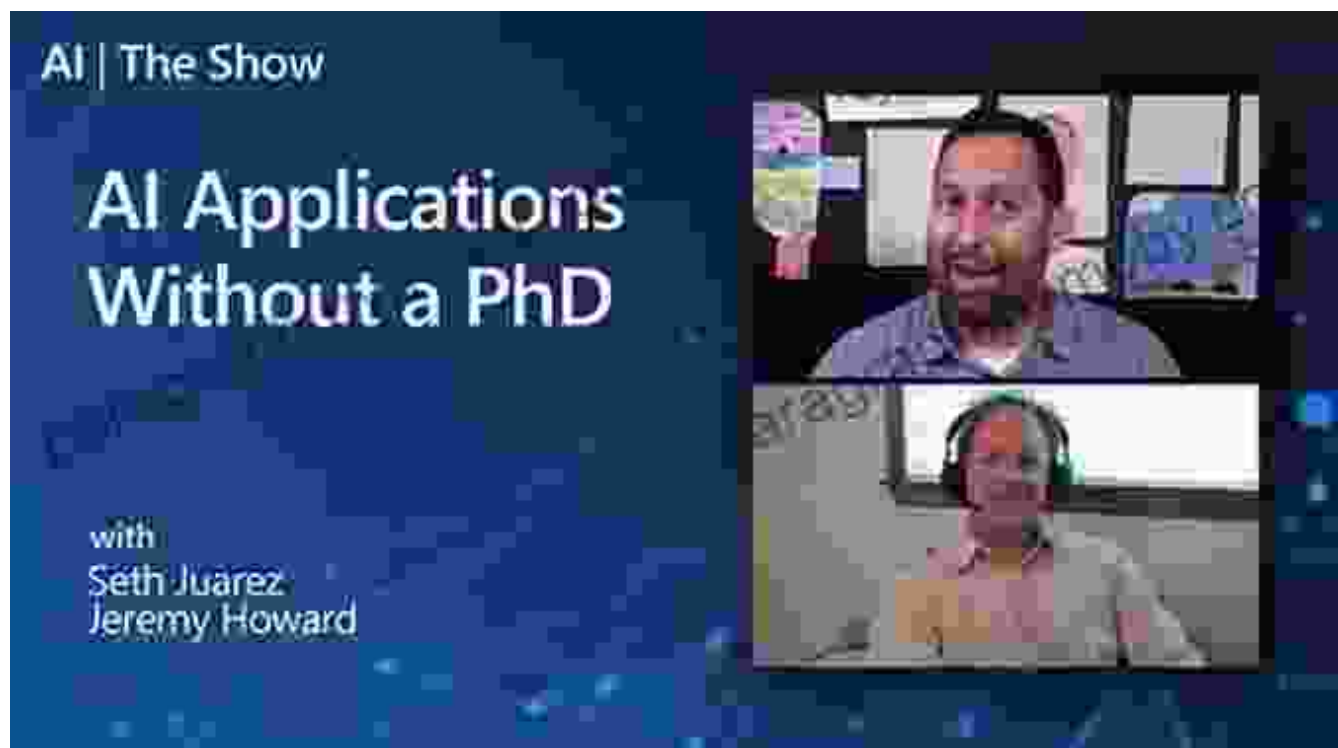 AI | The Show
AI Applications
Without a PhD
with
Seth Juarez
Jeremy Howard